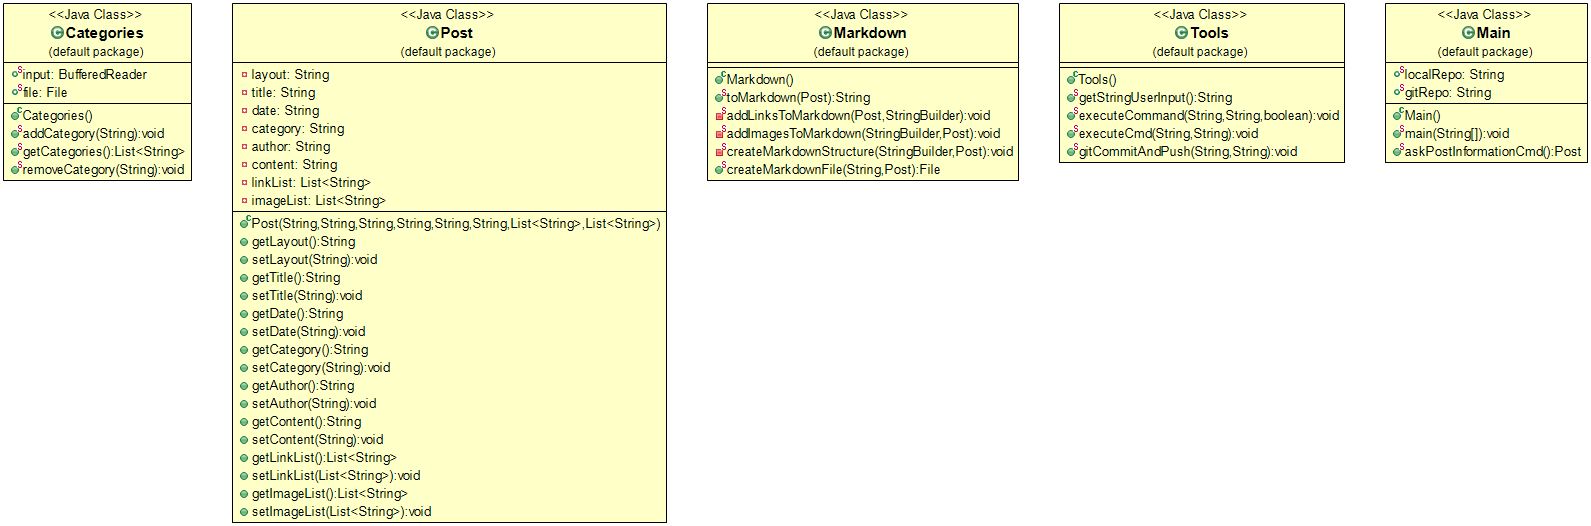 <<Java Class>>
Categories
(default package)
input: BufferedReader
file: File
Categories()
addCategory(String):void
getCategories():List<String>
removeCategory(String):void
<<Java Class>>
Post
(default package)
layout: String
title: String
date: String
category: String
author: String
content: String
linkList: List<String>
imageList: List<String>
Post(String,String,String,String,String,String,List<String>,List<String>)
getLayout():String
setLayout(String):void
getTitle():String
setTitle(String):void
getDate():String
setDate(String):void
getCategory():String
setCategory(String):void
getAuthor():String
setAuthor(String):void
getContent():String
setContent(String):void
getLinkList():List<String>
setLinkList(List<String>):void
getImageList():List<String>
setImageList(List<String>):void
<<Java Class>>
Markdown
(default package)
Markdown()
toMarkdown(Post):String
addLinksToMarkdown(Post,StringBuilder):void
addImagesToMarkdown(StringBuilder,Post):void
createMarkdownStructure(StringBuilder,Post):void
createMarkdownFile(String,Post):File
<<Java Class>>
Tools
(default package)
Tools()
getStringUserInput():String
executeCommand(String,String,boolean):void
executeCmd(String,String):void
gitCommitAndPush(String,String):void
<<Java Class>>
Main
(default package)
localRepo: String
gitRepo: String
Main()
main(String[]):void
askPostInformationCmd():Post